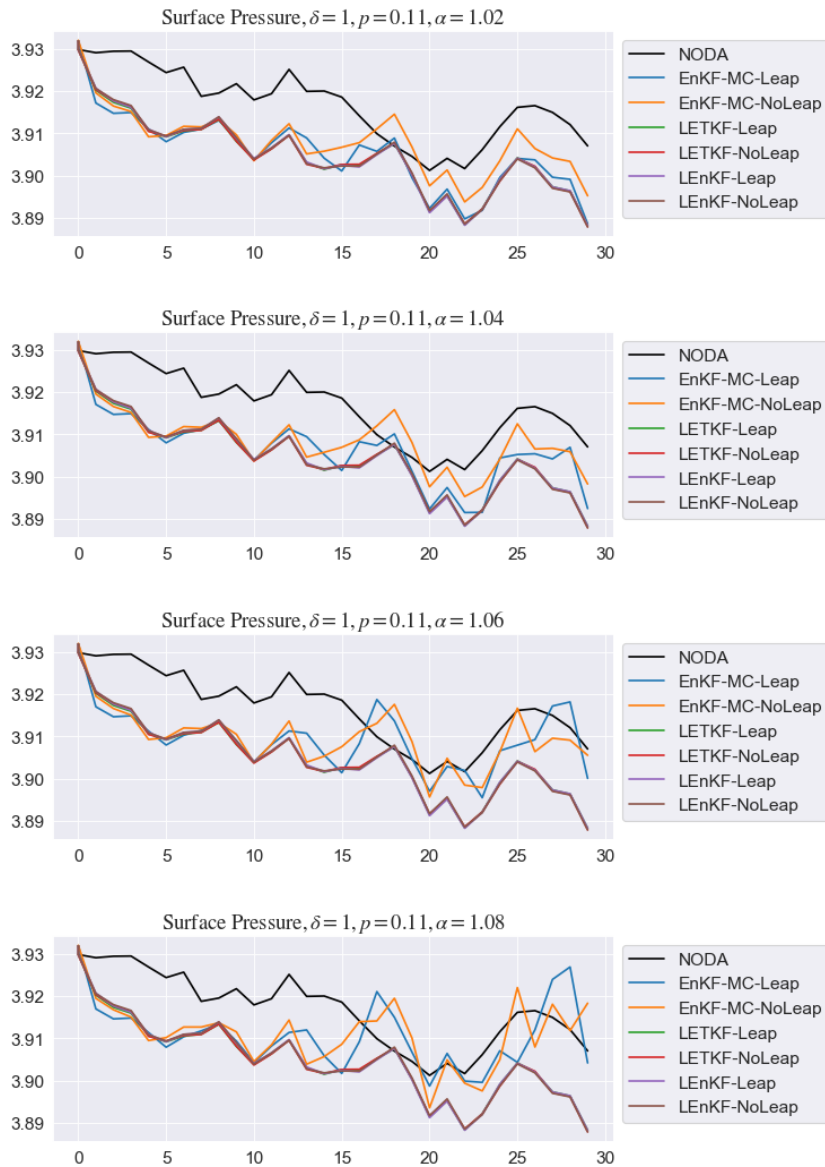 Surface Pressure, δ = 1, p = 0.11, α = 1.02
3.93
3.92
3.91
3.90
3.89
0 5 10 15 20 25 30
NODA
EnKF-MC-Leap
EnKF-MC-NoLeap
LETKF-Leap
LETKF-NoLeap
LEnKF-Leap
LEnKF-NoLeap
Surface Pressure, δ = 1, p = 0.11, α = 1.04
3.93
3.92
3.91
3.90
3.89
0 5 10 15 20 25 30
NODA
EnKF-MC-Leap
EnKF-MC-NoLeap
LETKF-Leap
LETKF-NoLeap
LEnKF-Leap
LEnKF-NoLeap
Surface Pressure, δ = 1, p = 0.11, α = 1.06
3.93
3.92
3.91
3.90
3.89
0 5 10 15 20 25 30
NODA
EnKF-MC-Leap
EnKF-MC-NoLeap
LETKF-Leap
LETKF-NoLeap
LEnKF-Leap
LEnKF-NoLeap
Surface Pressure, δ = 1, p = 0.11, α = 1.08
3.93
3.92
3.91
3.90
3.89
0 5 10 15 20 25 30
NODA
EnKF-MC-Leap
EnKF-MC-NoLeap
LETKF-Leap
LETKF-NoLeap
LEnKF-Leap
LEnKF-NoLeap